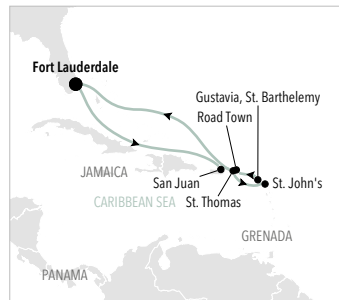 Fort Lauderdale
Gustavia, St. Barthelemy
Road Town
JAMAICA
San Juan
St. John's
CARIBBEAN SEA
St. Thomas
GRENADA
PANAMA